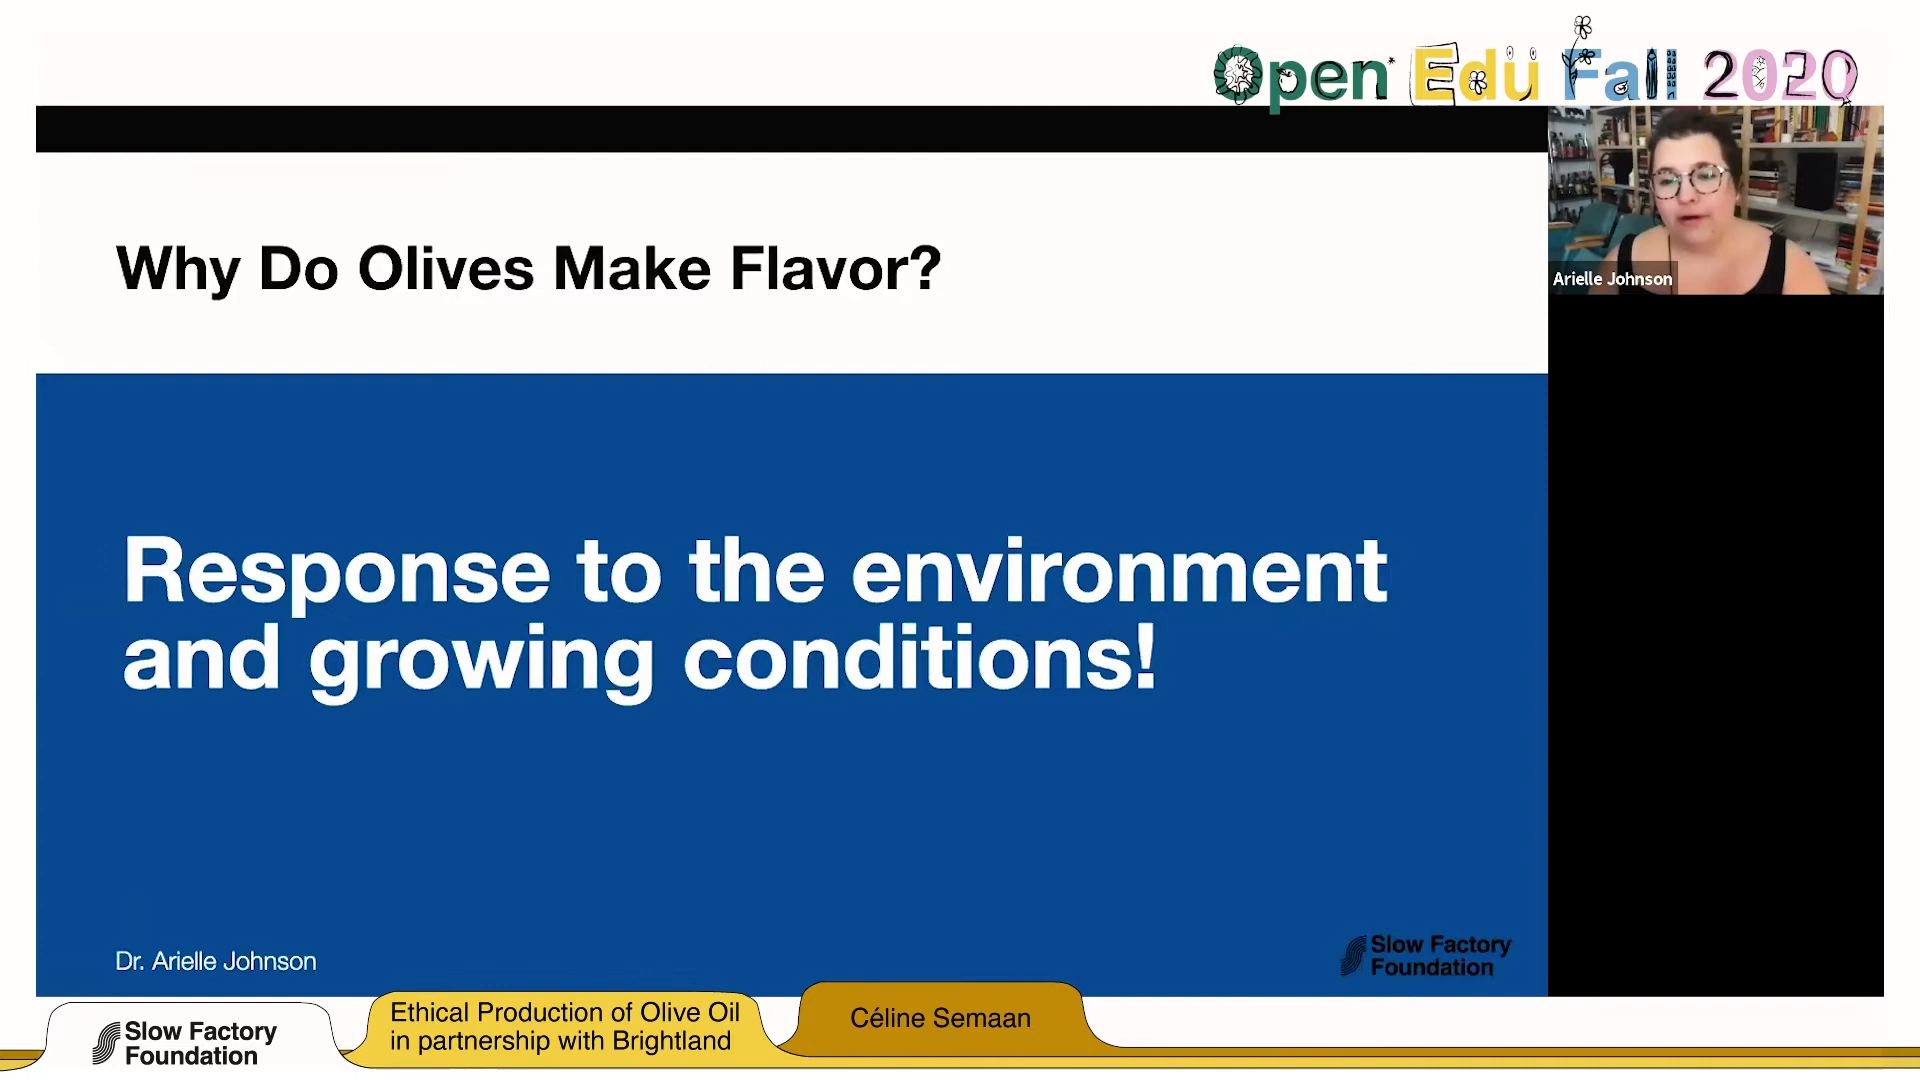 Open Edu Fall 2020
Arielle Johnson
Why Do Olives Make Flavor?
Response to the environment
and growing conditions!
Dr. Arielle Johnson
Slow Factory
Foundation
Slow Factory
Foundation
Ethical Production of Olive Oil
in partnership with Brightland
Céline Semaan